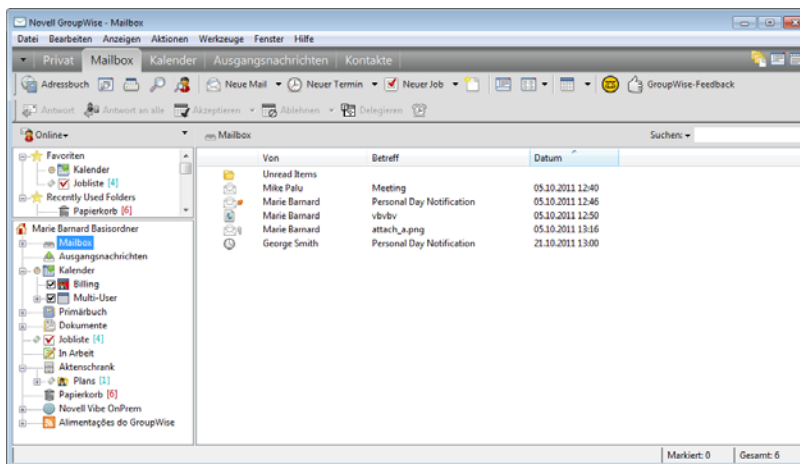 Novell GroupWise - Mailbox
Datei Bearbeiten Anzeigen Aktionen Werkzeuge Fenster Hilfe
Privat Mailbox Kalender Ausgangsnachrichten Kontakte
Adressbuch Neue Mail Neuer Termin Neuer Job GroupWise-Feedback
Antwort Antwort an alle Akzeptieren Ablehnen Delegieren
Online Mailbox Suchen:
Favoriten
Kalender
Jobliste [4]
Recently Used Folders
Papierkorb [6]
Von Betreff Datum
Unread Items
Mike Palu Meeting 05.10.2011 12:40
Marie Barnard Personal Day Notification 05.10.2011 12:46
Marie Barnard vbvbv 05.10.2011 12:50
Marie Barnard attach_a.png 05.10.2011 13:16
George Smith Personal Day Notification 21.10.2011 13:00
Marie Barnard Basisordner
Mailbox
Ausgangsnachrichten
Kalender
Billing
Multi-User
Primärbuch
Dokumente
Jobliste [4]
In Arbeit
Aktenschrank
Plans [1]
Papierkorb [6]
Novell Vibe OnPrem
Alimentações do GroupWise
Markiert: 0 Gesamt: 6